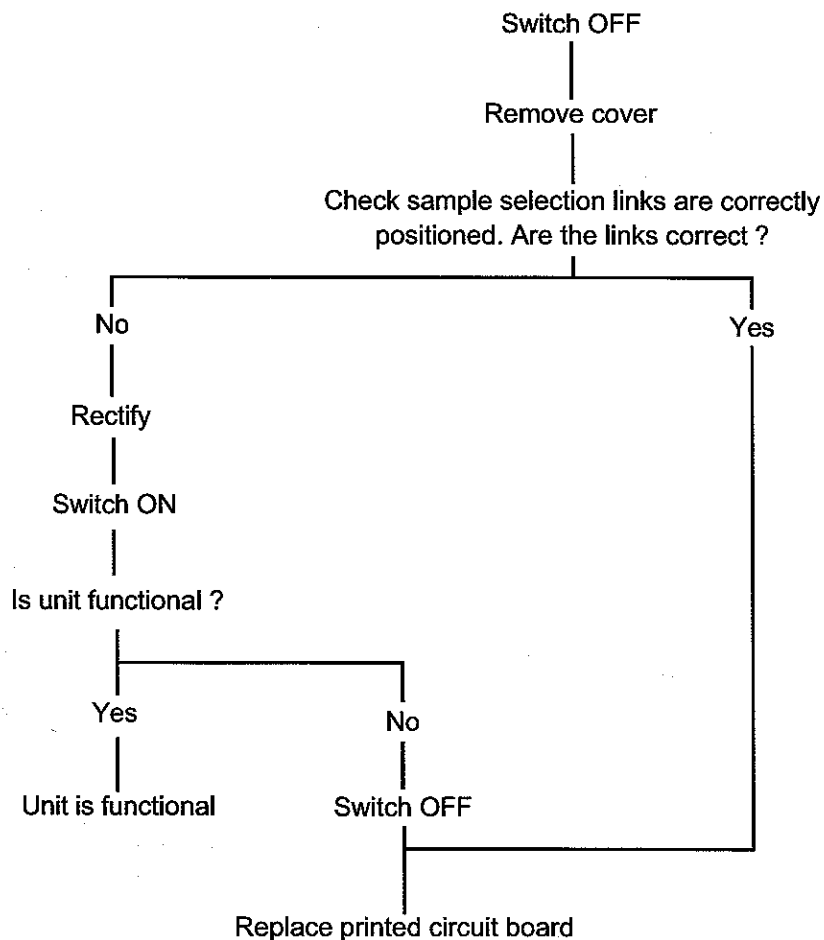 Switch OFF
Remove cover
Check sample selection links are correctly
positioned. Are the links correct ?
No
Yes
Rectify
Switch ON
Is unit functional ?
Yes
No
Unit is functional
Switch OFF
Replace printed circuit board